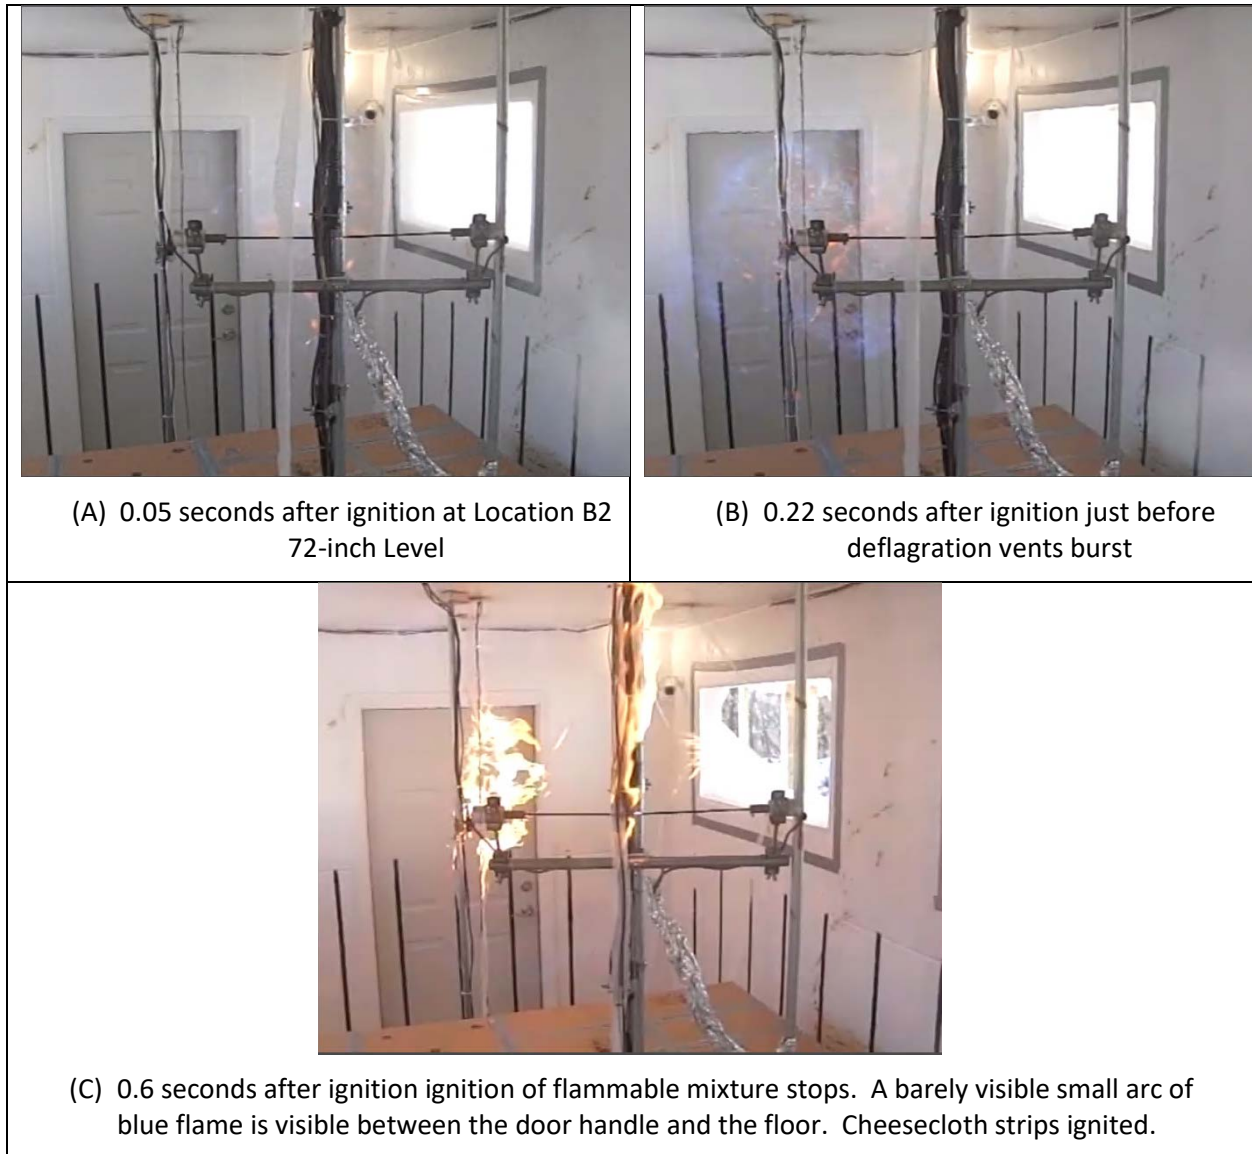 (A) 0.05 seconds after ignition at Location B2
72-inch Level
(B) 0.22 seconds after ignition just before
deflagration vents burst
(C) 0.6 seconds after ignition ignition of flammable mixture stops. A barely visible small arc of
blue flame is visible between the door handle and the floor. Cheesecloth strips ignited.